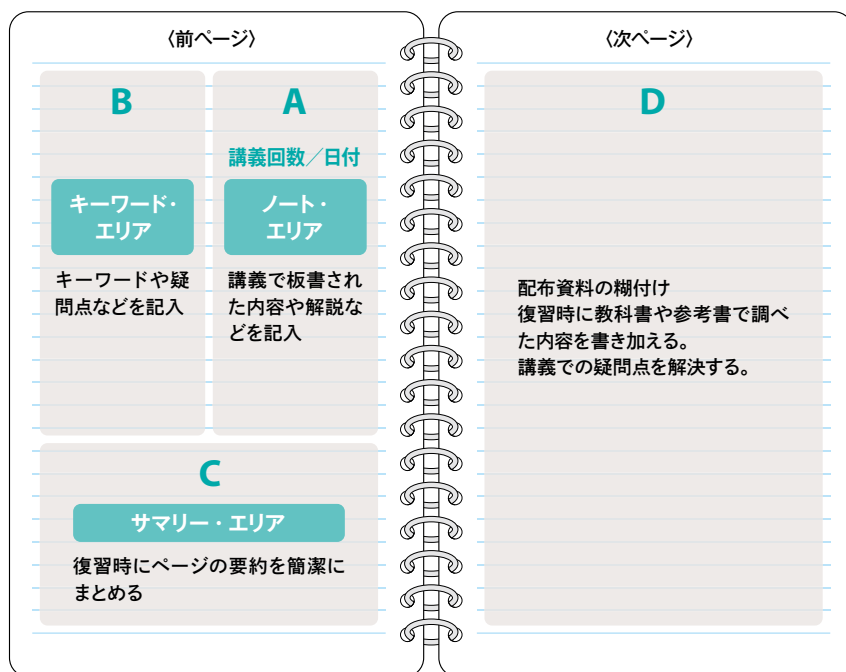 〈前ページ〉
B
キーワード・
エリア
キーワードや疑
問点などを記入
A
講義回数／日付
ノート・
エリア
講義で板書され
た内容や解説な
どを記入
C
サマリー・エリア
復習時にページの要約を簡潔に
まとめる
〈次ページ〉
D
配布資料の糊付け
復習時に教科書や参考書で調べ
た内容を書き加える。
講義での疑問点を解決する。